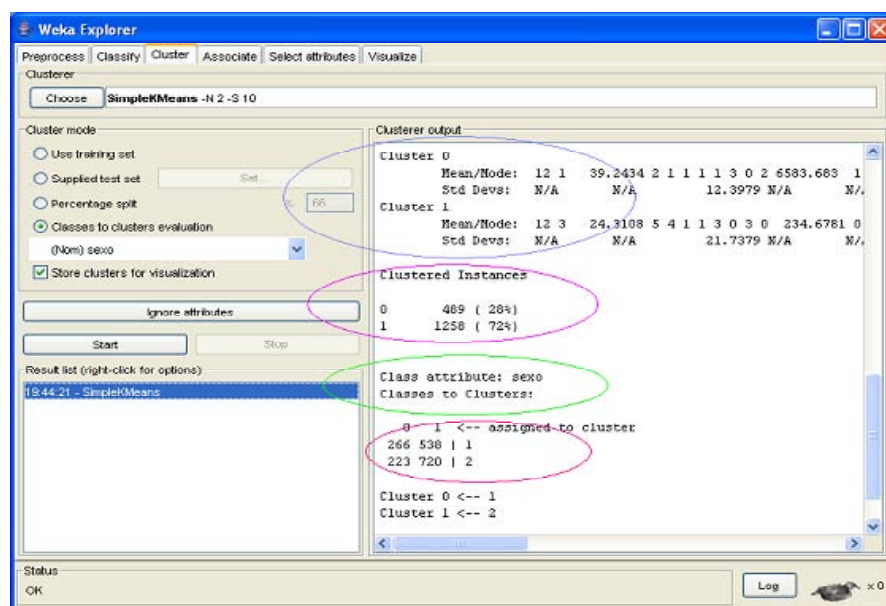 Weka Explorer
Preprocess Classify Cluster Associate Select attributes Visualize
Clusterer
Choose SimpleKMeans -N 2 -S 10
Cluster mode
Use training set
Supplied test set Set...
Percentage split % 66
Classes to clusters evaluation
(Nom) sexo
Store clusters for visualization
Ignore attributes
Start Stop
Result list (right-click for options)
19:44:21 - SimpleKMeans
Clusterer output
Cluster 0
Mean/Mode: 12 1 39.2434 2 1 1 1 1 3 0 2 6583.683 1
Std Devs: N/A N/A 12.3979 N/A N/
Cluster 1
Mean/Mode: 12 3 24.3108 5 4 1 1 3 0 3 0 234.6781 0
Std Devs: N/A N/A 21.7379 N/A N/
Clustered Instances
0 489 ( 28%)
1 1258 ( 72%)
Class attribute: sexo
Classes to Clusters:
0 1 <-- assigned to cluster
266 538 | 1
223 720 | 2
Cluster 0 <-- 1
Cluster 1 <-- 2
Status
OK
Log x 0